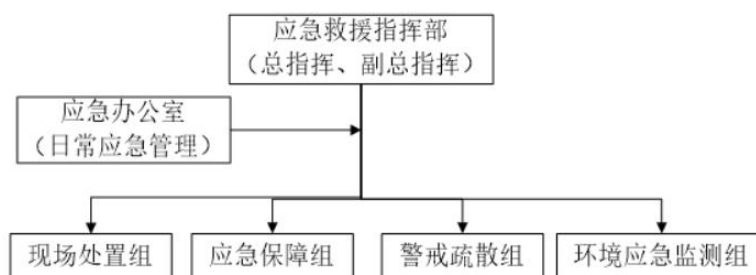 应急救援指挥部
（总指挥、副总指挥）
应急办公室
（日常应急管理）
现场处置组
应急保障组
警戒疏散组
环境应急监测组